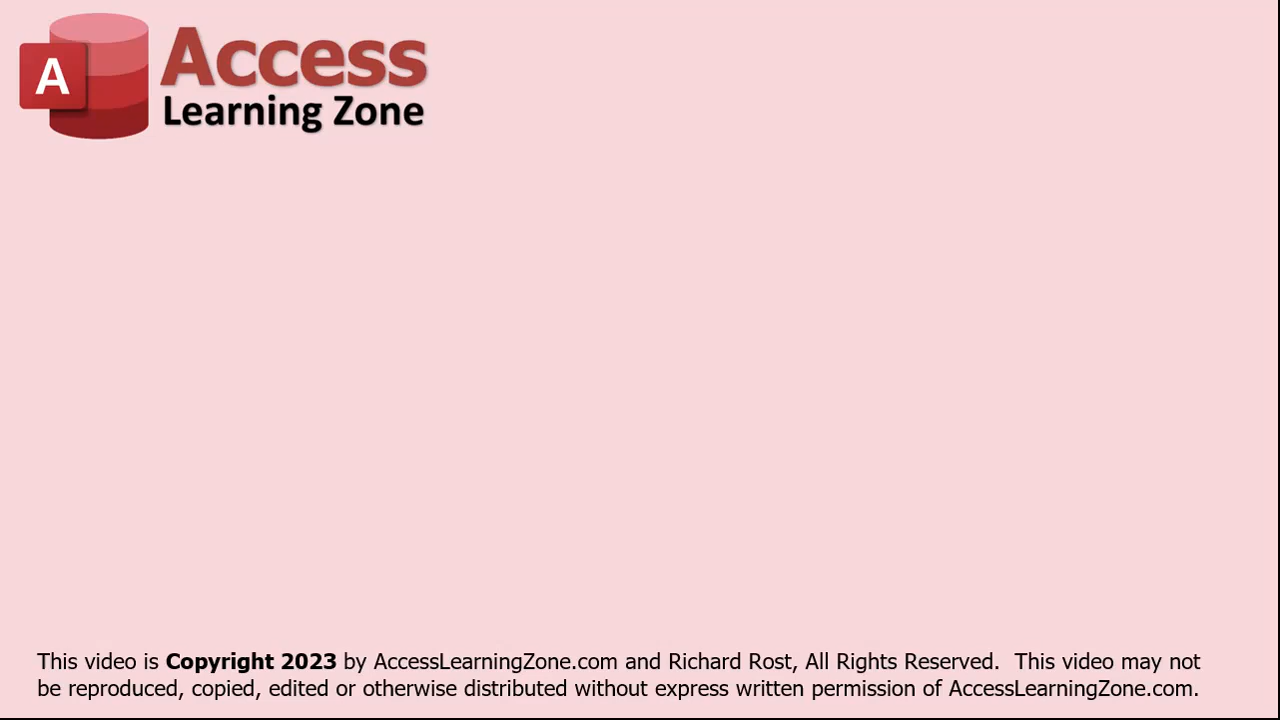 A
Access
Learning Zone
This video is Copyright 2023 by AccessLearningZone.com and Richard Rost, All Rights Reserved.  This video may not
be reproduced, copied, edited or otherwise distributed without express written permission of AccessLearningZone.com.